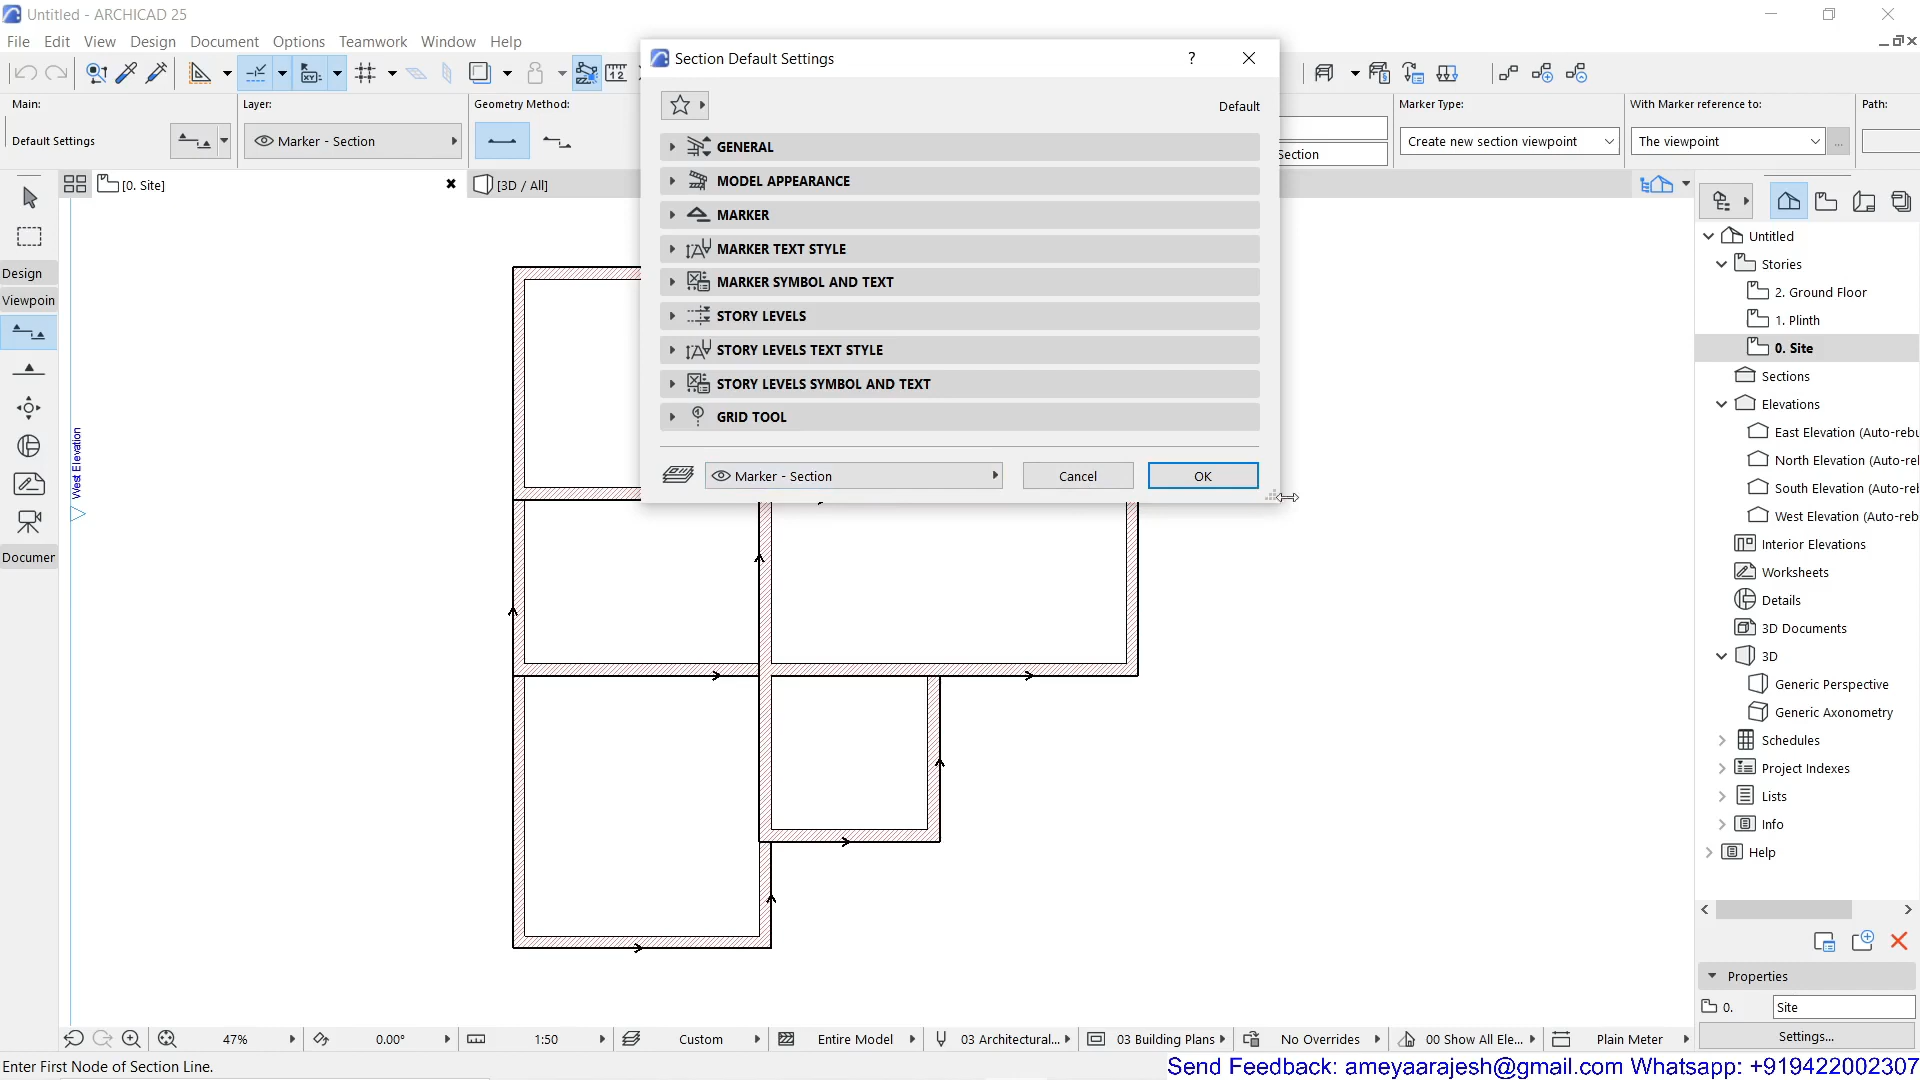 Untitled - ARCHICAD 25
File Edit View Design Document Options Teamwork Window Help
Section Default Settings
?
Default
Main:
Layer:
Geometry Method:
Default Settings
Marker - Section
Section
Marker Type:
With Marker reference to:
Path:
Create new section viewpoint
The viewpoint
...
[0. Site]
[3D / All]
GENERAL
MODEL APPEARANCE
MARKER
MARKER TEXT STYLE
MARKER SYMBOL AND TEXT
STORY LEVELS
STORY LEVELS TEXT STYLE
STORY LEVELS SYMBOL AND TEXT
GRID TOOL
Marker - Section
Cancel
OK
Design
Viewpoin
Documen
West Elevation
Untitled
Stories
2. Ground Floor
1. Plinth
0. Site
Sections
Elevations
East Elevation (Auto-rebu
North Elevation (Auto-rel
South Elevation (Auto-reb
West Elevation (Auto-reb
Interior Elevations
Worksheets
Details
3D Documents
3D
Generic Perspective
Generic Axonometry
Schedules
Project Indexes
Lists
Info
Help
Properties
0.
Site
Settings...
47%
0.00°
1:50
Custom
Entire Model
03 Architectural...
03 Building Plans
No Overrides
00 Show All Ele...
Plain Meter
Enter First Node of Section Line.
Send Feedback: ameyaarajesh@gmail.com Whatsapp: +919422002307